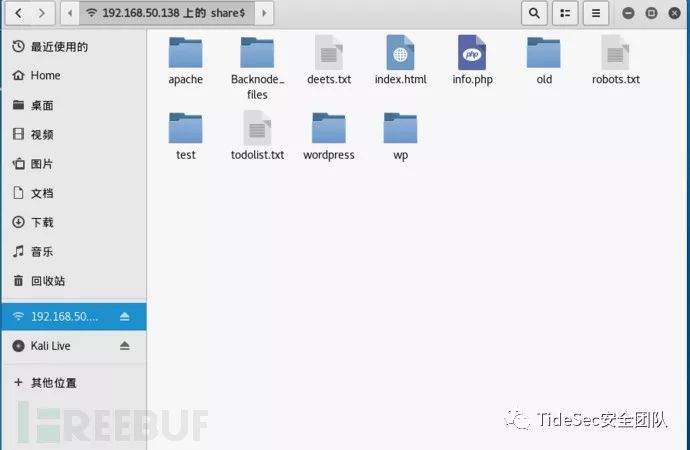 192.168.50.138 上的 share$
最近使用的
Home
桌面
视频
图片
文档
下载
音乐
回收站
192.168.50....
Kali Live
其他位置
apache
Backnode_
files
deets.txt
index.html
info.php
old
robots.txt
php
test
todolist.txt
wordpress
wp
FREEBUF
TideSec安全团队